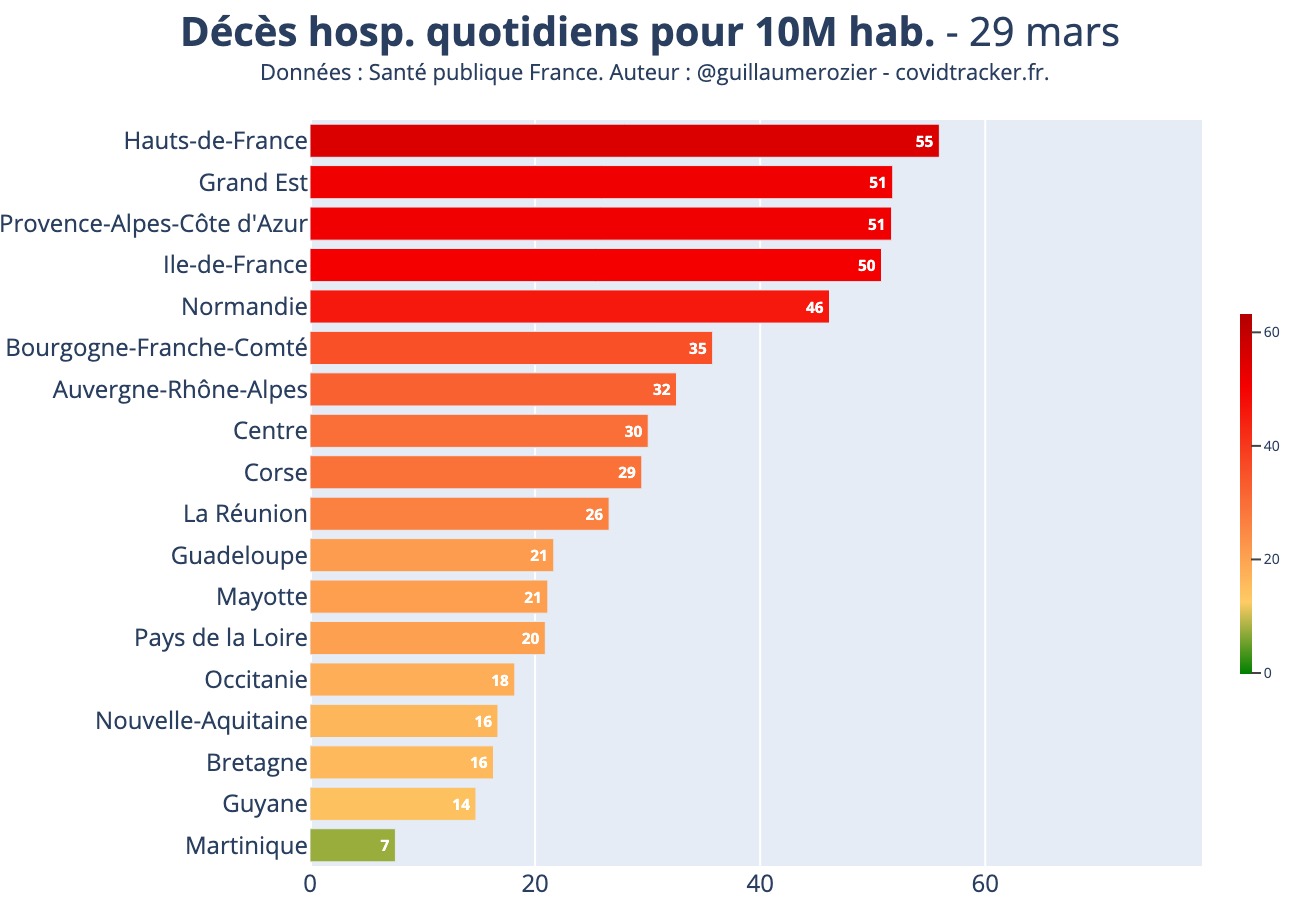 Décès hosp. quotidiens pour 10M hab. - 29 mars
Données : Santé publique France. Auteur : @guillaumerozier - covidtracker.fr.
Hauts-de-France 55
Grand Est 51
Provence-Alpes-Côte d'Azur 51
Ile-de-France 50
Normandie 46
Bourgogne-Franche-Comté 35
Auvergne-Rhône-Alpes 32
Centre 30
Corse 29
La Réunion 26
Guadeloupe 21
Mayotte 21
Pays de la Loire 20
Occitanie 18
Nouvelle-Aquitaine 16
Bretagne 16
Guyane 14
Martinique 7
0 20 40 60
60
40
20
0